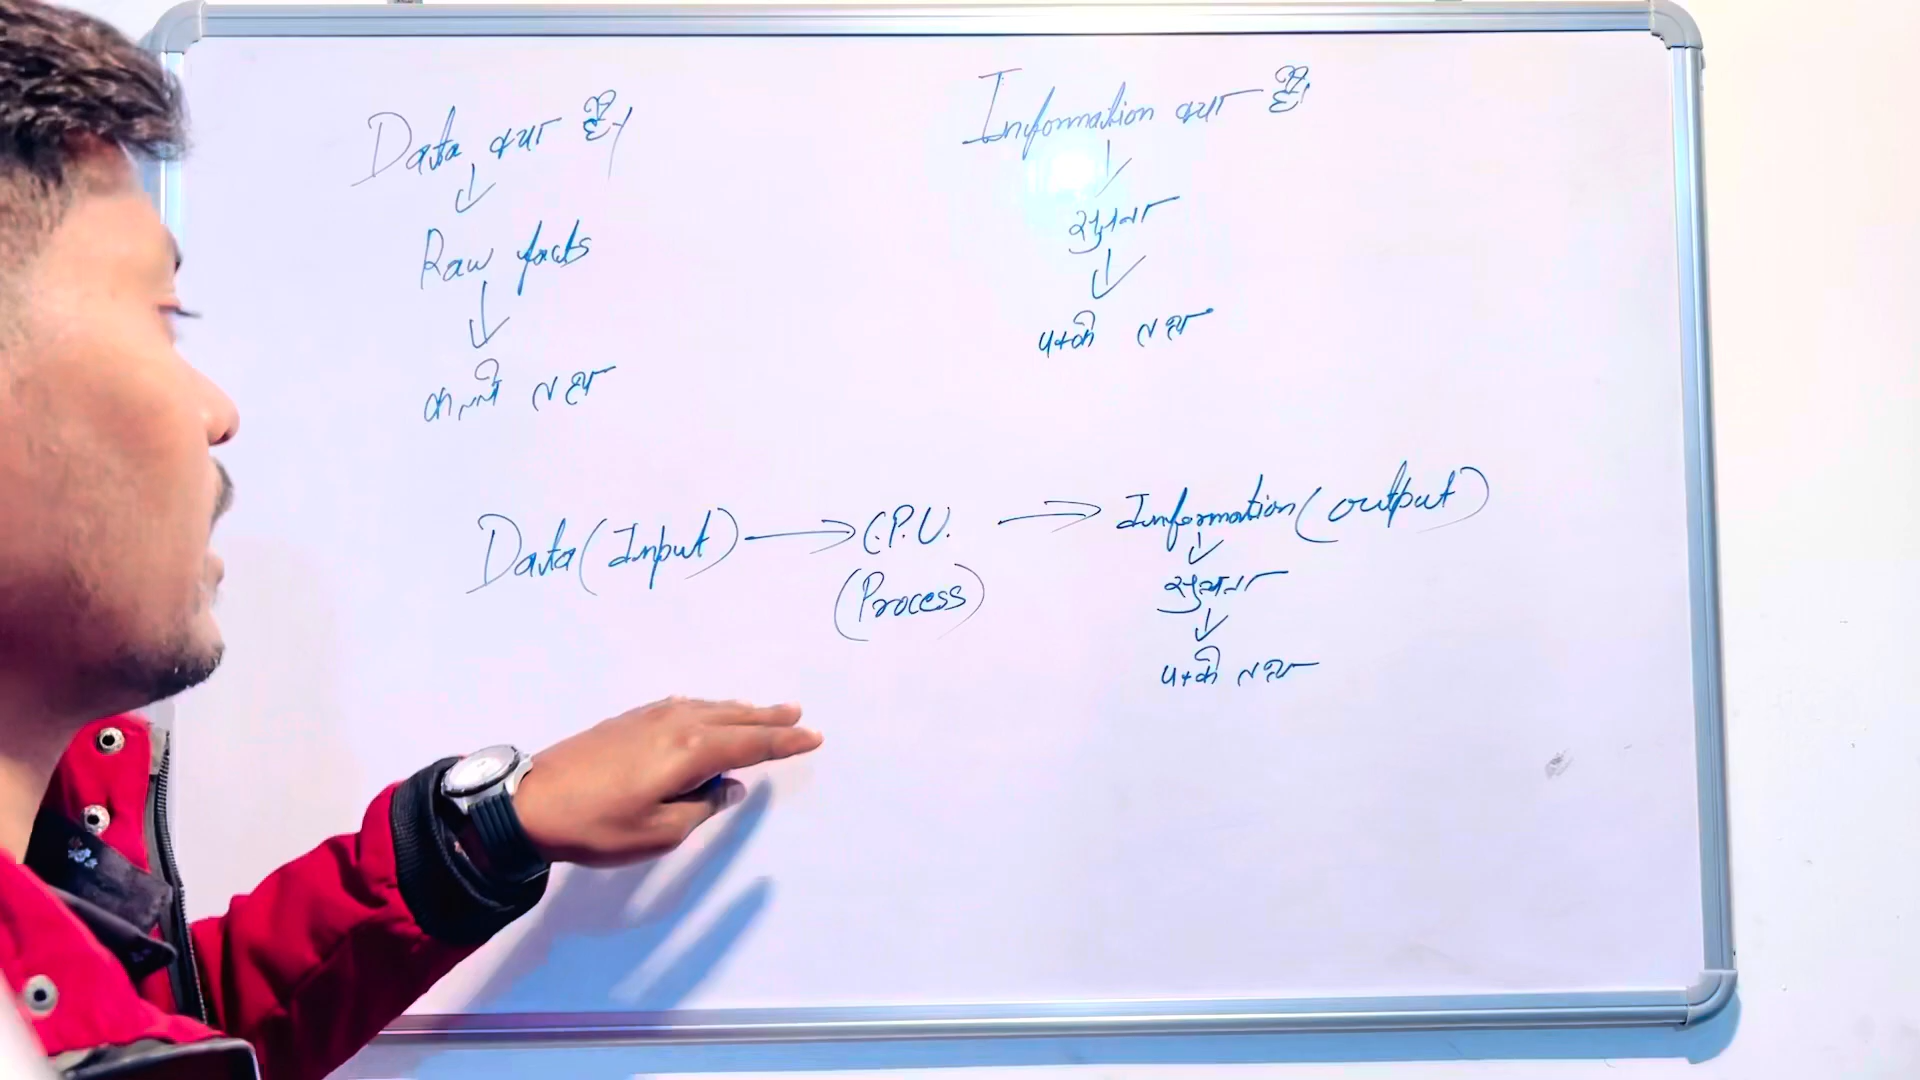 Data क्या है
Raw facts
कच्चे तथ्य
Information क्या है
सूचना
पक्की तथ्य
Data (Input) → C.P.U. → Information (output)
(Process)
सूचना
पक्की तथ्य